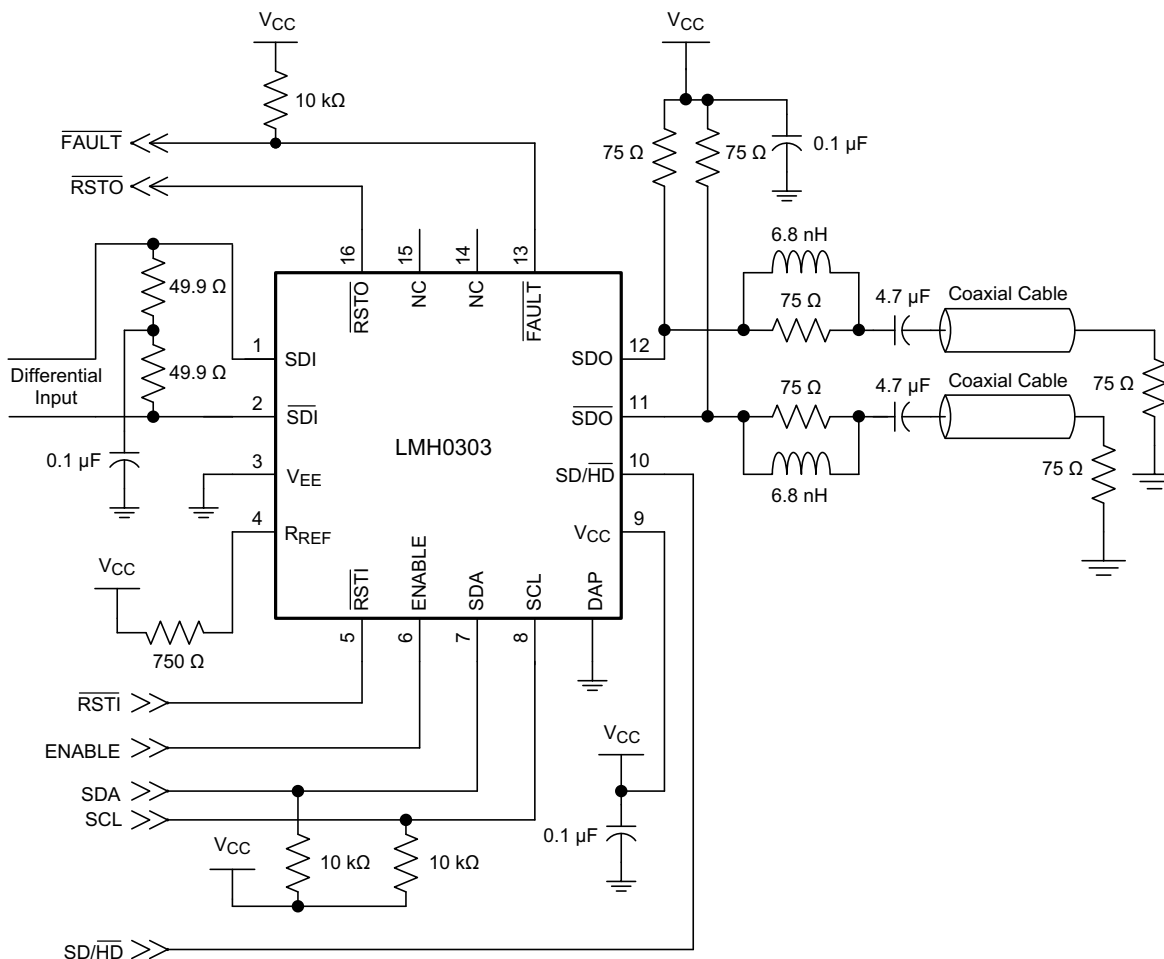 VCC
VCC
10 kΩ
FAULT
75 Ω
75 Ω
0.1 µF
RSTO
6.8 nH
16
15
14
13
49.9 Ω
RSTO
NC
NC
FAULT
75 Ω
4.7 µF
Coaxial Cable
1
SDI
SDO
12
Differential
Input
49.9 Ω
75 Ω
4.7 µF
Coaxial Cable
75 Ω
2
SDI
SDO
11
LMH0303
0.1 µF
3
VEE
SD/HD
10
6.8 nH
75 Ω
4
RREF
VCC
9
VCC
RSTI
ENABLE
SDA
SCL
DAP
750 Ω
5
6
7
8
RSTI
ENABLE
VCC
SDA
SCL
0.1 µF
VCC
10 kΩ
10 kΩ
SD/HD